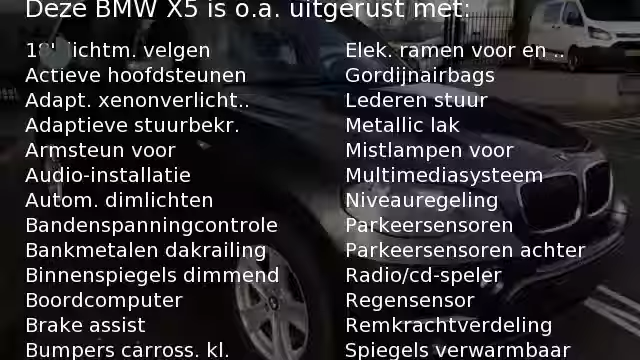 Deze BMW X5 is o.a. uitgerust met:
lichtm. velgen
Actieve hoofdsteunen
Adapt. xenonverlicht..
Adaptieve stuurbekr.
Armsteun voor
Audio-installatie
Autom. dimlichten
Bandenspanningcontrole
Bankmetalen dakrailing
Binnenspiegels dimmend
Boordcomputer
Brake assist
Bumpers carross. kl.
Elek. ramen voor en ..
Gordijnairbags
Lederen stuur
Metallic lak
Mistlampen voor
Multimediasysteem
Niveauregeling
Parkeersensoren
Parkeersensoren achter
Radio/cd-speler
Regensensor
Remkrachtverdeling
Spiegels verwarmbaar